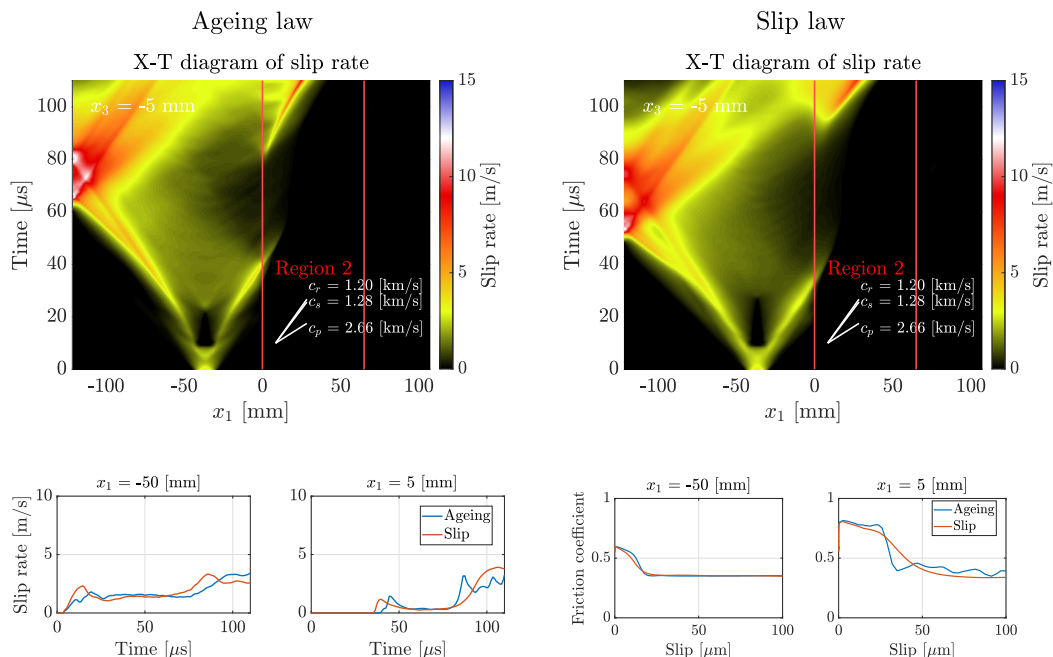 Ageing law
X-T diagram of slip rate
x₃ = -5 mm
Region 2
cᵣ = 1.20 [km/s]
cₛ = 1.28 [km/s]
cₚ = 2.66 [km/s]
100
80
60
40
20
0
Time [μs]
-100 -50 0 50 100
x₁ [mm]
15
10
5
0
Slip rate [m/s]
Slip law
X-T diagram of slip rate
x₃ = -5 mm
Region 2
cᵣ = 1.20 [km/s]
cₛ = 1.28 [km/s]
cₚ = 2.66 [km/s]
100
80
60
40
20
0
Time [μs]
-100 -50 0 50 100
x₁ [mm]
15
10
5
0
Slip rate [m/s]
x₁ = -50 [mm]
10
5
0
Slip rate [m/s]
0 50 100
Time [μs]
x₁ = 5 [mm]
Ageing
Slip
10
5
0
0 50 100
Time [μs]
x₁ = -50 [mm]
1
0.5
0
Friction coefficient
0 50 100
Slip [μm]
x₁ = 5 [mm]
Ageing
Slip
1
0.5
0
0 50 100
Slip [μm]